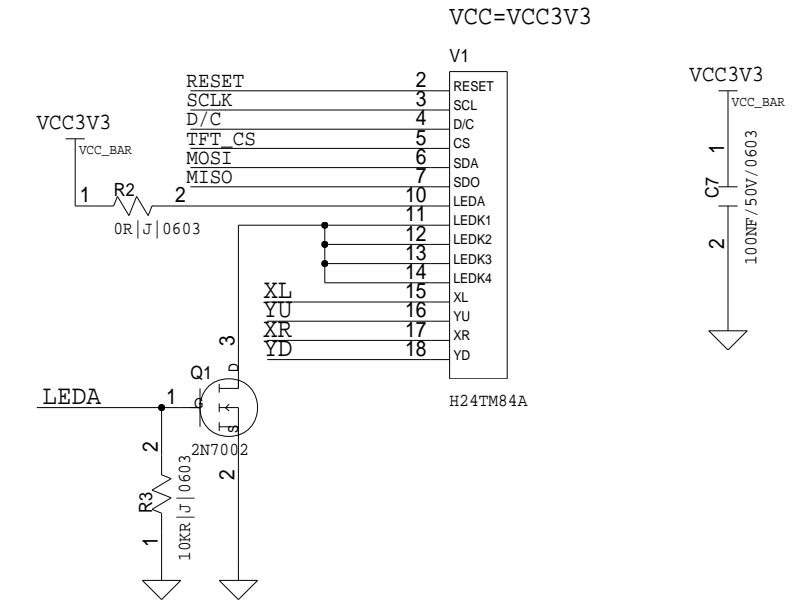 VCC=VCC3V3
V1
RESET 2 RESET
SCLK 3 SCL
D/C 4 D/C
TFT_CS 5 CS
MOSI 6 SDA
MISO 7 SDO
10 LEDA
11 LEDK1
12 LEDK2
13 LEDK3
14 LEDK4
XL 15 XL
YU 16 YU
XR 17 XR
YD 18 YD
H24TM84A
VCC3V3
VCC_BAR
1 R2 2
0R|J|0603
VCC3V3
VCC_BAR
1
C7
100NF/50V/0603
2
3
D
Q1
LEDA 1 G
S
2N7002
2
2
R3
10KR|J|0603
1